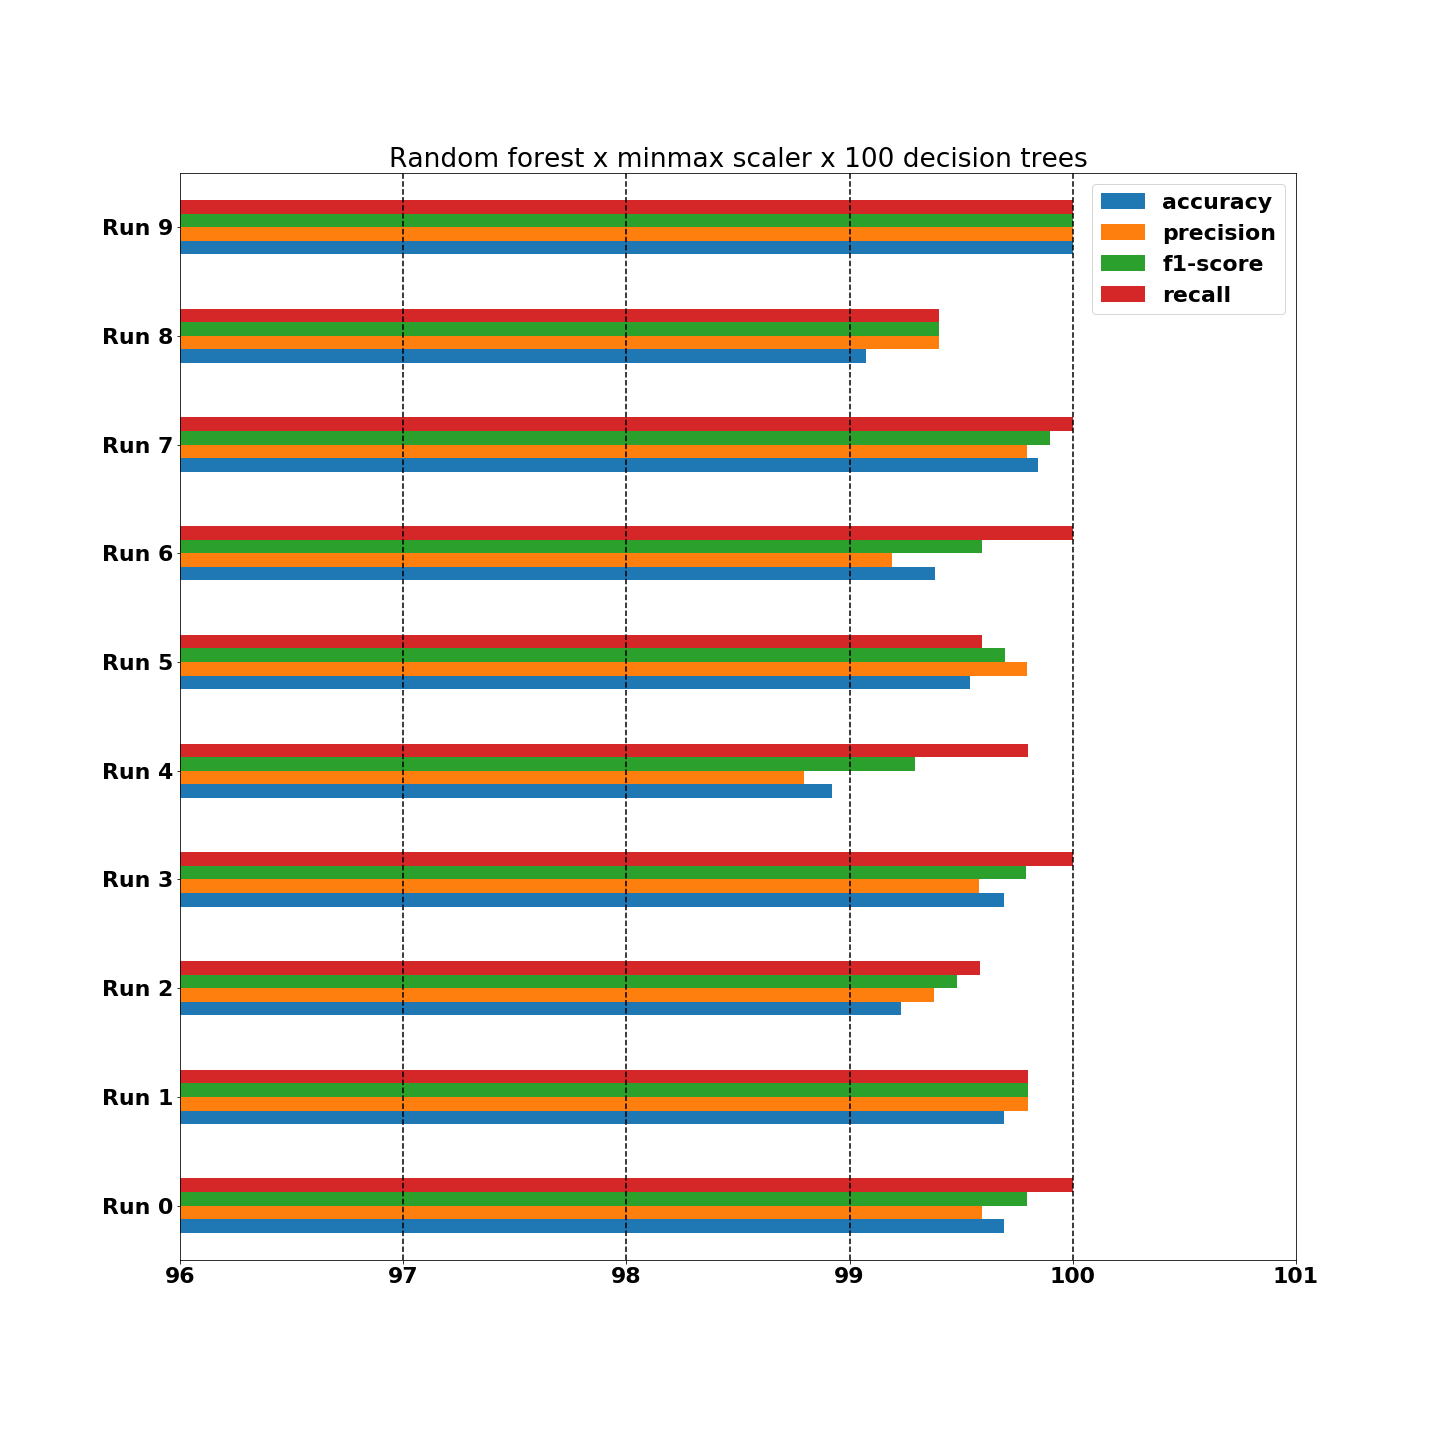 Random forest x minmax scaler x 100 decision trees
accuracy
precision
f1-score
recall
Run 9
Run 8
Run 7
Run 6
Run 5
Run 4
Run 3
Run 2
Run 1
Run 0
96 97 98 99 100 101